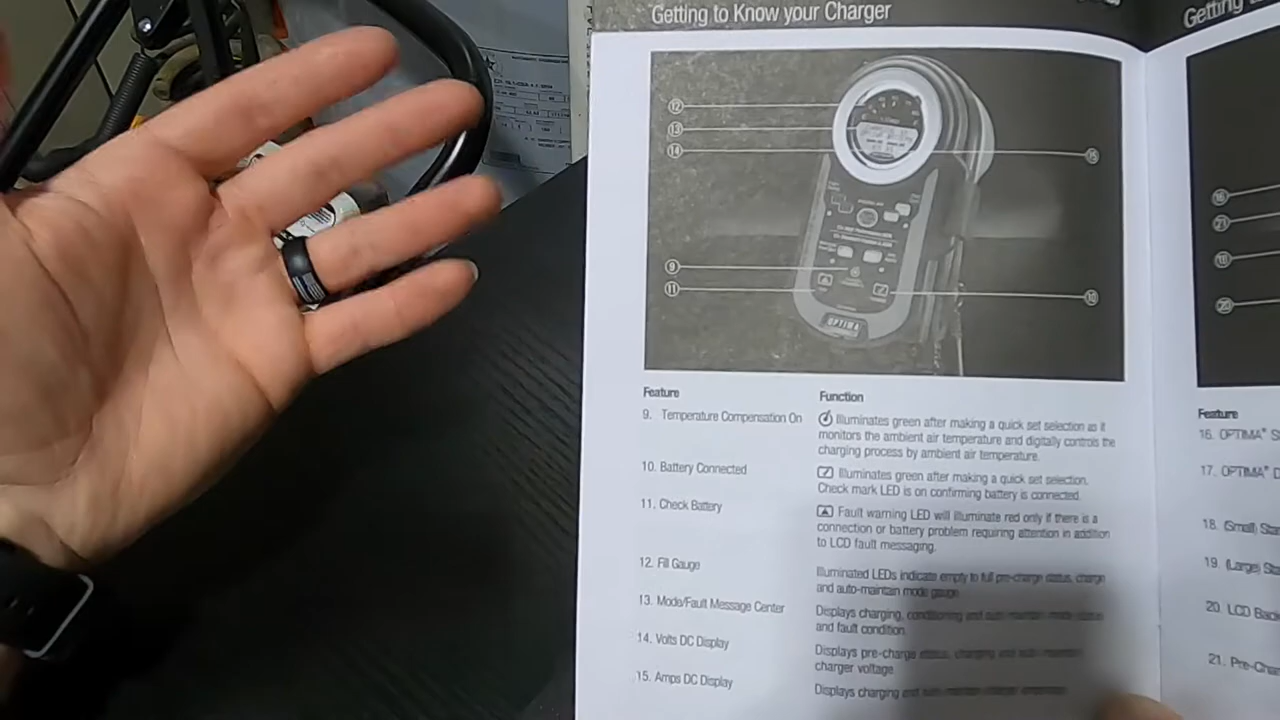 Getting to Know your Charger
Getting
12
13
14
9
11
OPTIMA
Feature
Function
9. Temperature Compensation On
Illuminates green after making a quick set selection as it
monitors the ambient air temperature and digitally controls the
charging process by ambient air temperature.
10. Battery Connected
Illuminates green after making a quick set selection.
Check mark LED is on confirming battery is connected.
11. Check Battery
Fault warning LED will illuminate red only if there is a
connection or battery problem requiring attention in addition
to LCD fault messaging.
12. Fill Gauge
Illuminated LEDs indicate empty to full pre-charge status, charge
and auto-maintain mode gauge
13. Mode/Fault Message Center
Displays charging, conditioning and auto maintain mode status
and fault condition.
14. Volts DC Display
Displays pre-charge status, charging and auto maintain
charger voltage.
15. Amps DC Display
Displays charging and auto maintain charge amperage
Feature
16. OPTIMA®
17. OPTIMA®
18. (Small)
19. (Large)
20. LCD
21.